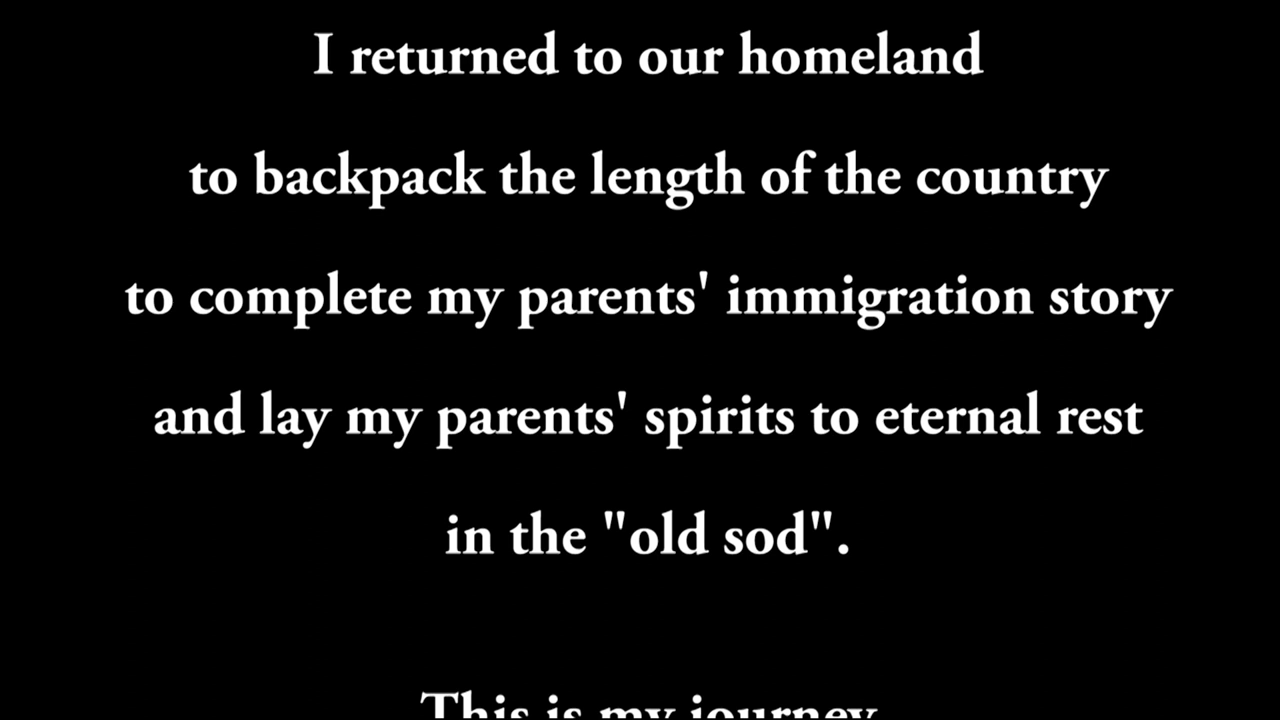 I returned to our homeland
to backpack the length of the country
to complete my parents' immigration story
and lay my parents' spirits to eternal rest
in the "old sod".
This is my journey